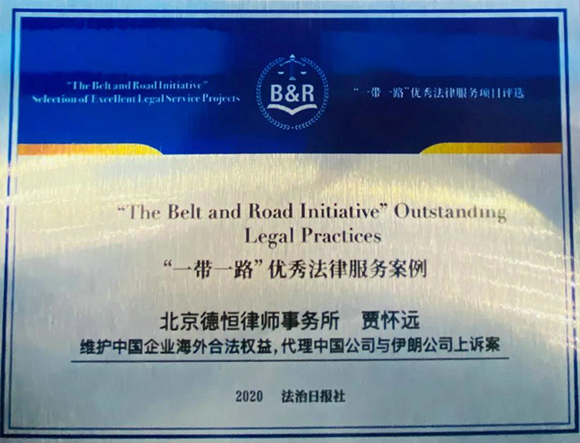 "The Belt and Road Initiative"
Selection of Excellent Legal Service Projects
B&R
“一带一路”优秀法律服务项目评选
"The Belt and Road Initiative" Outstanding
Legal Practices
“一带一路”优秀法律服务案例
北京德恒律师事务所 贾怀远
维护中国企业海外合法权益,代理中国公司与伊朗公司上诉案
2020 法治日报社